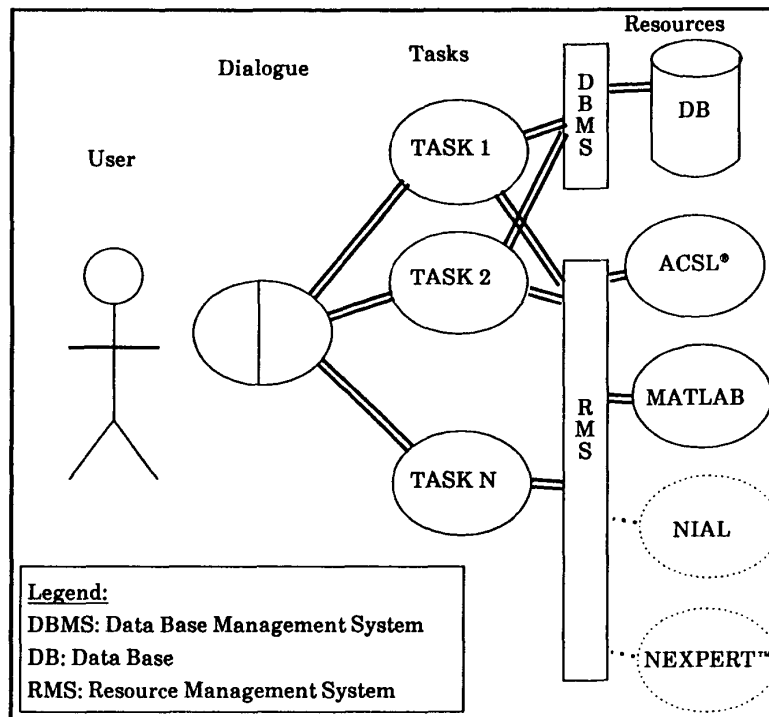 Resources
Dialogue
Tasks
User
TASK 1
TASK 2
TASK N
D
B
M
S
DB
R
M
S
ACSL®
MATLAB
NIAL
NEXPERT™
Legend:
DBMS: Data Base Management System
DB: Data Base
RMS: Resource Management System